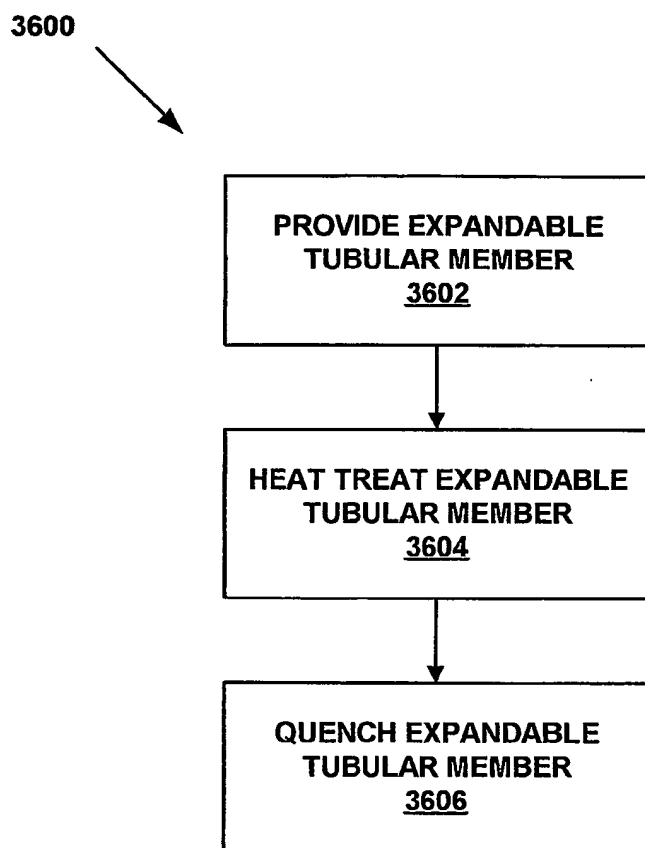 3600
PROVIDE EXPANDABLE
TUBULAR MEMBER
3602
HEAT TREAT EXPANDABLE
TUBULAR MEMBER
3604
QUENCH EXPANDABLE
TUBULAR MEMBER
3606